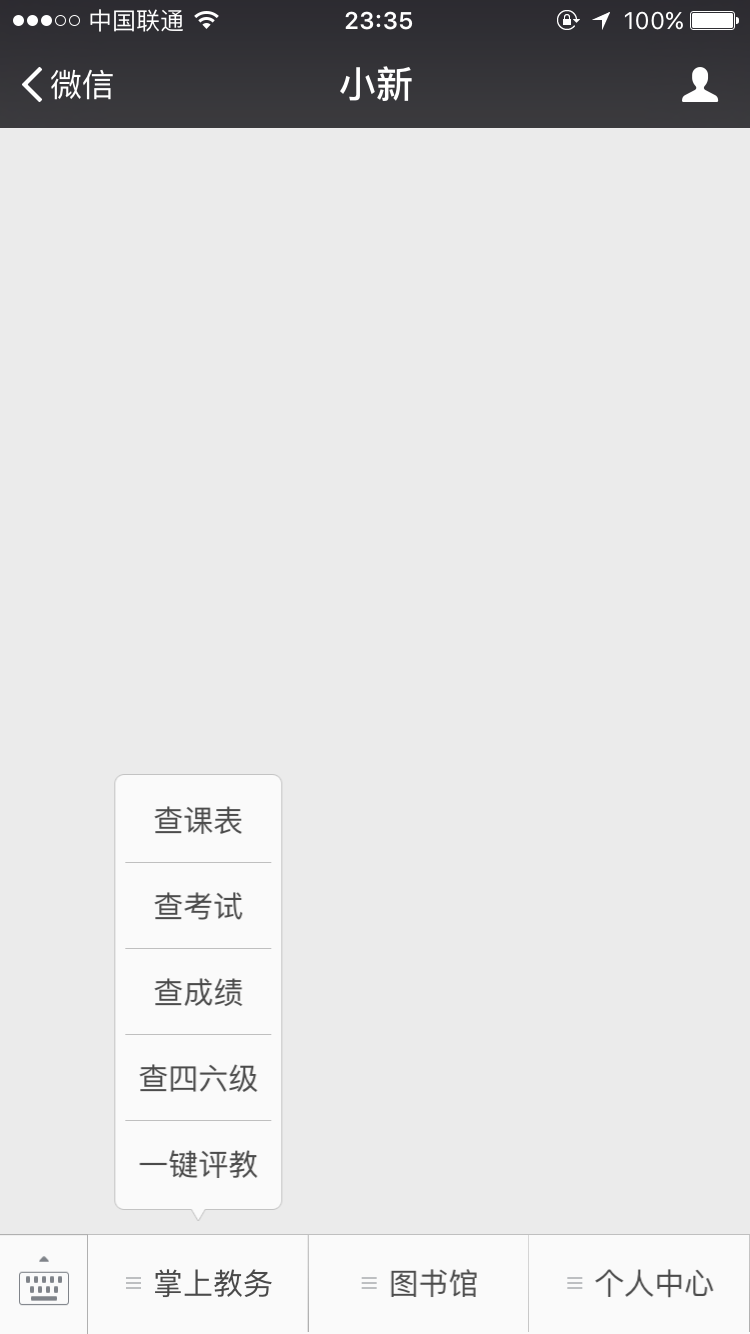 中国联通 23:35 100%
微信 小新
查课表
查考试
查成绩
查四六级
一键评教
掌上教务 图书馆 个人中心